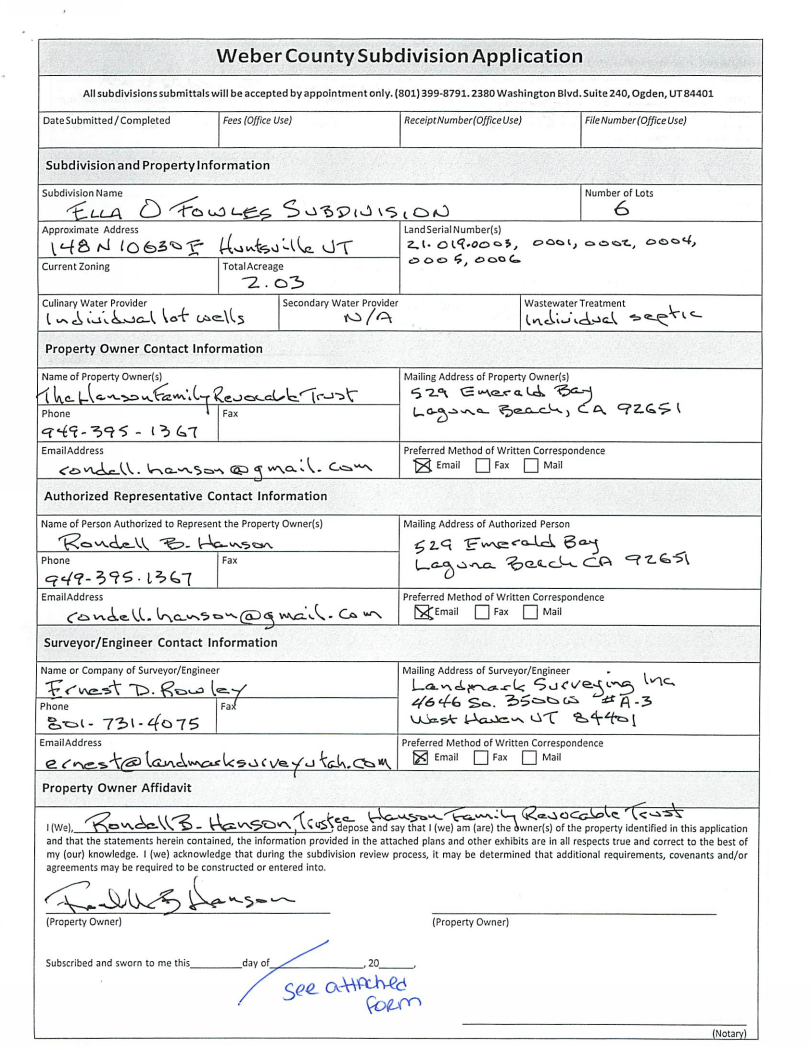 Weber County Subdivision Application
All subdivisions submittals will be accepted by appointment only. (801) 399-8791. 2380 Washington Blvd. Suite 240, Ogden, UT 84401
Date Submitted / Completed
Fees (Office Use)
Receipt Number (Office Use)
File Number (Office Use)
Subdivision and Property Information
Subdivision Name
Ella O Fowles Subdivision
Number of Lots
6
Approximate Address
148 N 10630 E Huntsville UT
Land Serial Number(s)
21.019.0003, 0001, 0002, 0004,
0005, 0006
Current Zoning
Total Acreage
2.03
Culinary Water Provider
Individual lot wells
Secondary Water Provider
N/A
Wastewater Treatment
Individual septic
Property Owner Contact Information
Name of Property Owner(s)
The Hanson Family Revocable Trust
Mailing Address of Property Owner(s)
529 Emerald Bay
Laguna Beach, CA 92651
Phone
949-395-1367
Fax
Email Address
rondell.hanson@gmail.com
Preferred Method of Written Correspondence
Email Fax Mail
Authorized Representative Contact Information
Name of Person Authorized to Represent the Property Owner(s)
Rondell B. Hanson
Mailing Address of Authorized Person
529 Emerald Bay
Laguna Beach CA 92651
Phone
949-395.1367
Fax
Email Address
rondell.hanson@gmail.com
Preferred Method of Written Correspondence
Email Fax Mail
Surveyor/Engineer Contact Information
Name or Company of Surveyor/Engineer
Ernest D. Rowley
Mailing Address of Surveyor/Engineer
Landmark Surveying Inc
4646 So. 3500 W #A-3
West Haven UT 84401
Phone
801-731-4075
Fax
Email Address
ernest@landmarksurveyutah.com
Preferred Method of Written Correspondence
Email Fax Mail
Property Owner Affidavit
I (We), Rondell B. Hanson, Trustee Hanson Family Revocable Trust depose and say that I (we) am (are) the owner(s) of the property identified in this application
and that the statements herein contained, the information provided in the attached plans and other exhibits are in all respects true and correct to the best of
my (our) knowledge. I (we) acknowledge that during the subdivision review process, it may be determined that additional requirements, covenants and/or
agreements may be required to be constructed or entered into.
Rondell B Hanson
(Property Owner)
(Property Owner)
Subscribed and sworn to me this________day of________________, 20______,
See attached
form
(Notary)